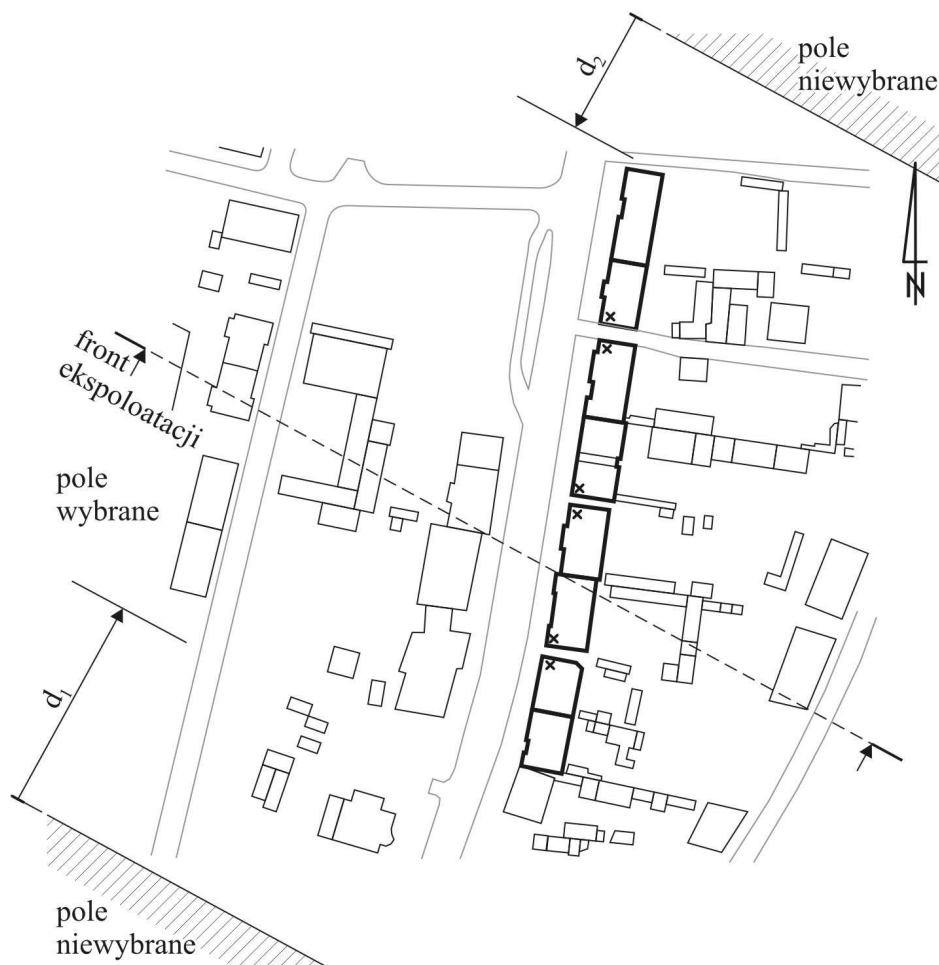 pole
niewybrane
d₂
N
front
ekspoloatacji
pole
wybrane
d₁
pole
niewybrane